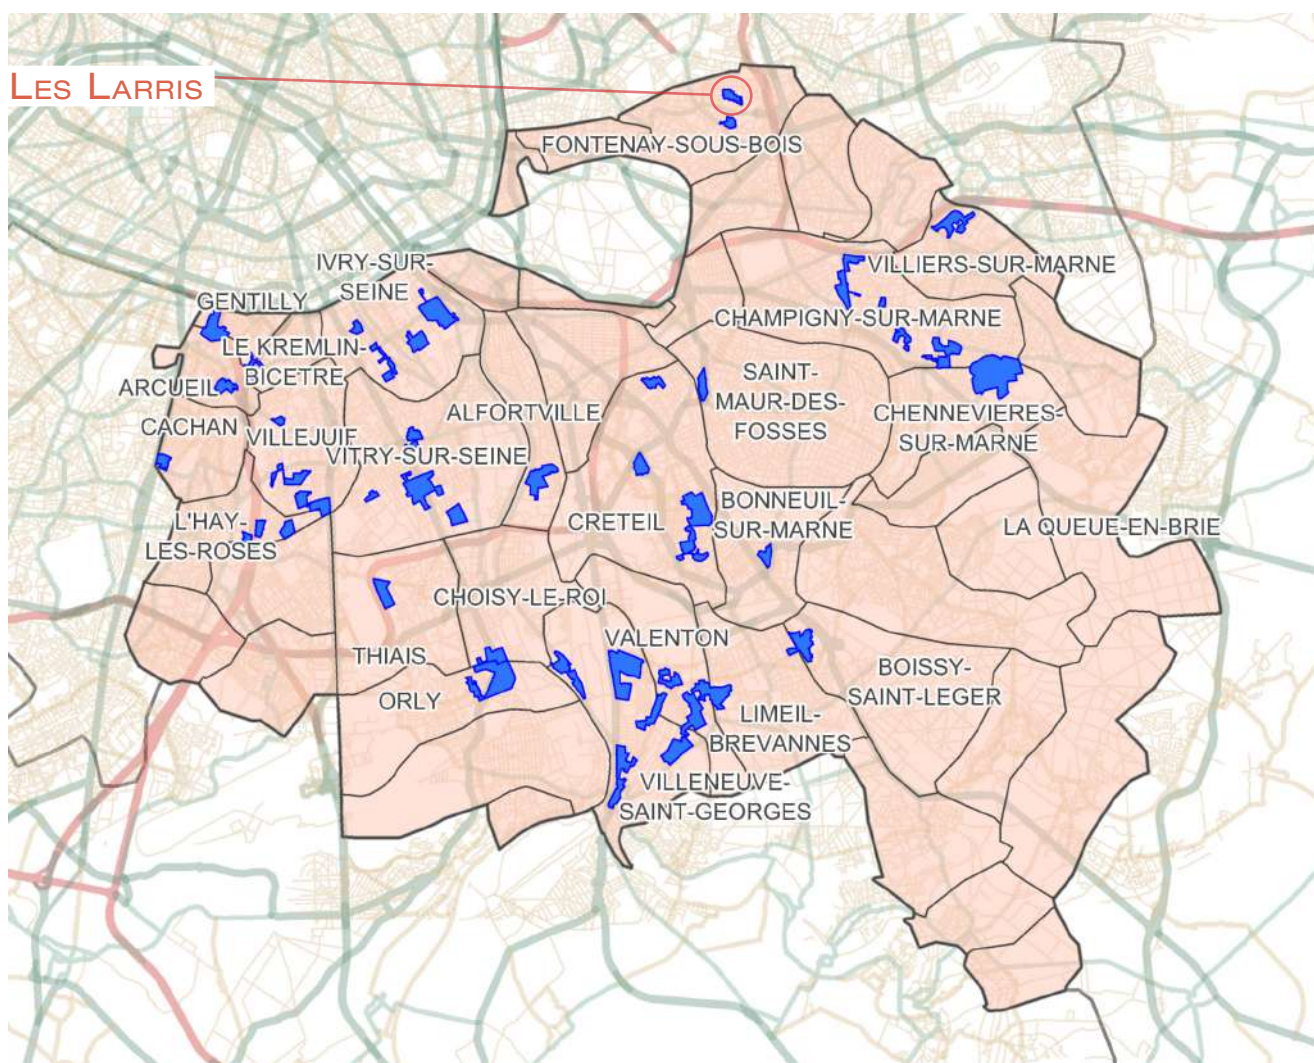 LES LARRIS
FONTENAY-SOUS-BOIS
IVRY-SUR-
SEINE
VILLIERS-SUR-MARNE
GENTILLY
CHAMPIGNY-SUR-MARNE
LE KREMLIN-
BICETRE
ARCUEIL
SAINT-
MAUR-DES-
FOSSES
CACHAN
VILLEJUIF
ALFORTVILLE
CHENNEVIERES-
SUR-MARNE
VITRY-SUR-SEINE
L'HAY-
LES-ROSES
CRETEIL
BONNEUIL-
SUR-MARNE
LA QUEUE-EN-BRIE
CHOISY-LE-ROI
THIAIS
VALENTON
BOISSY-
SAINT-LEGER
ORLY
LIMEIL-
BREVANNES
VILLENEUVE-
SAINT-GEORGES